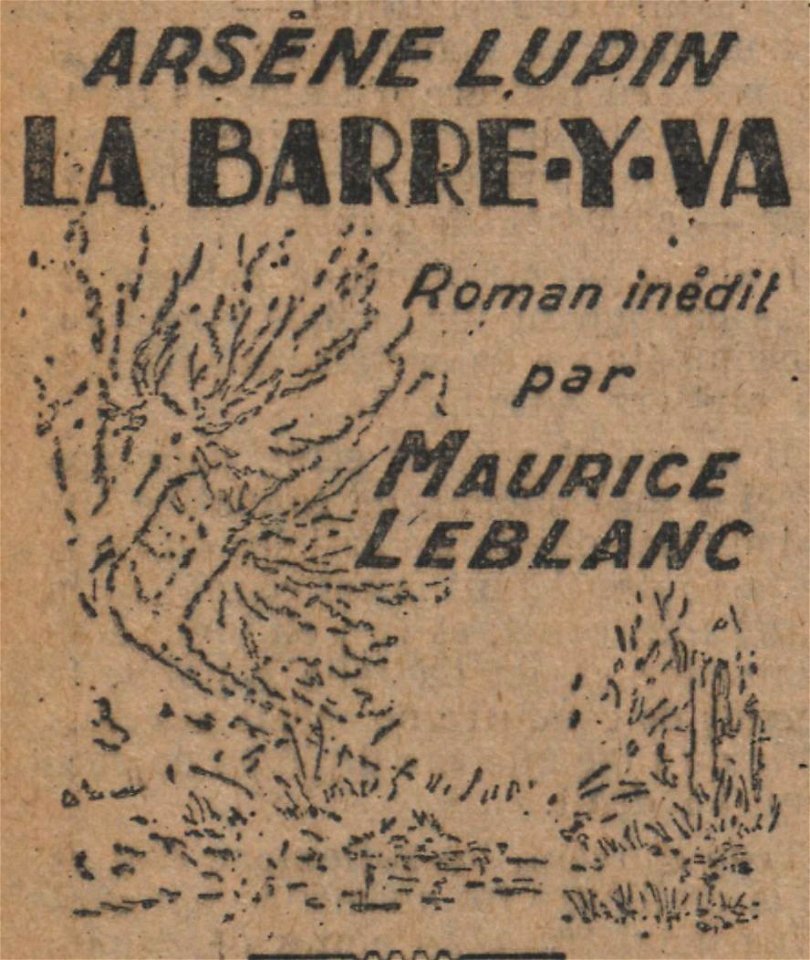 ARSÈNE LUPIN
LA BARRE-Y-VA
Roman inédit
par
MAURICE
LEBLANC